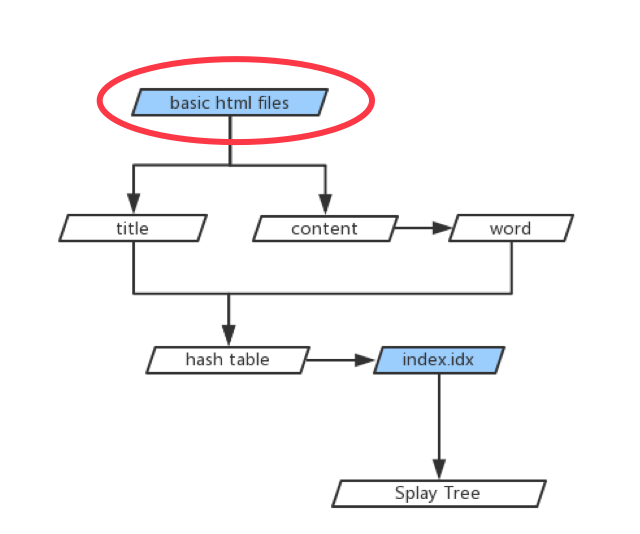 basic html files
title
content
word
hash table
index.idx
Splay Tree